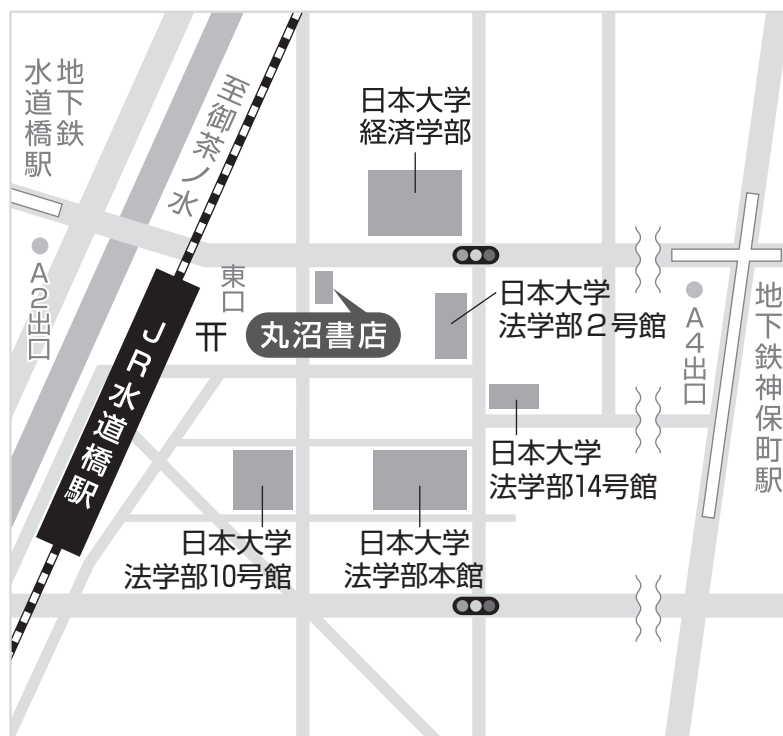 地下鉄
水道橋駅
至御茶ノ水
日本大学
経済学部
A2出口
東口
丸沼書店
日本大学
法学部2号館
A4出口
地下鉄神保町駅
JR水道橋駅
日本大学
法学部14号館
日本大学
法学部10号館
日本大学
法学部本館